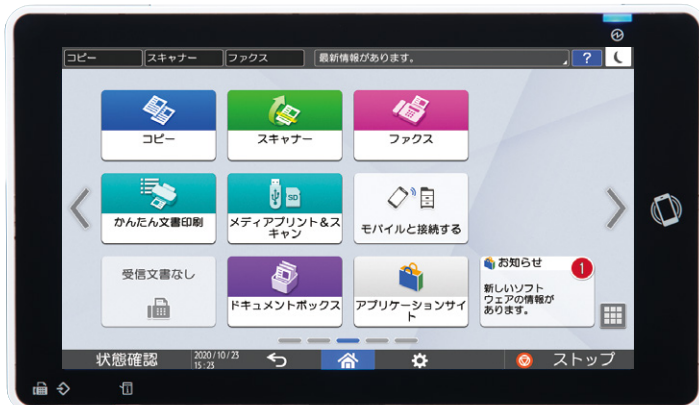 コピー
スキャナー
ファクス
最新情報があります。
?
コピー
スキャナー
ファクス
かんたん文書印刷
SD
メディアプリント&ス
キャン
モバイルと接続する
受信文書なし
ドキュメントボックス
アプリケーションサイ
ト
お知らせ
1
新しいソフト
ウェアの情報が
あります。
状態確認
2020/10/23
15:23
ストップ